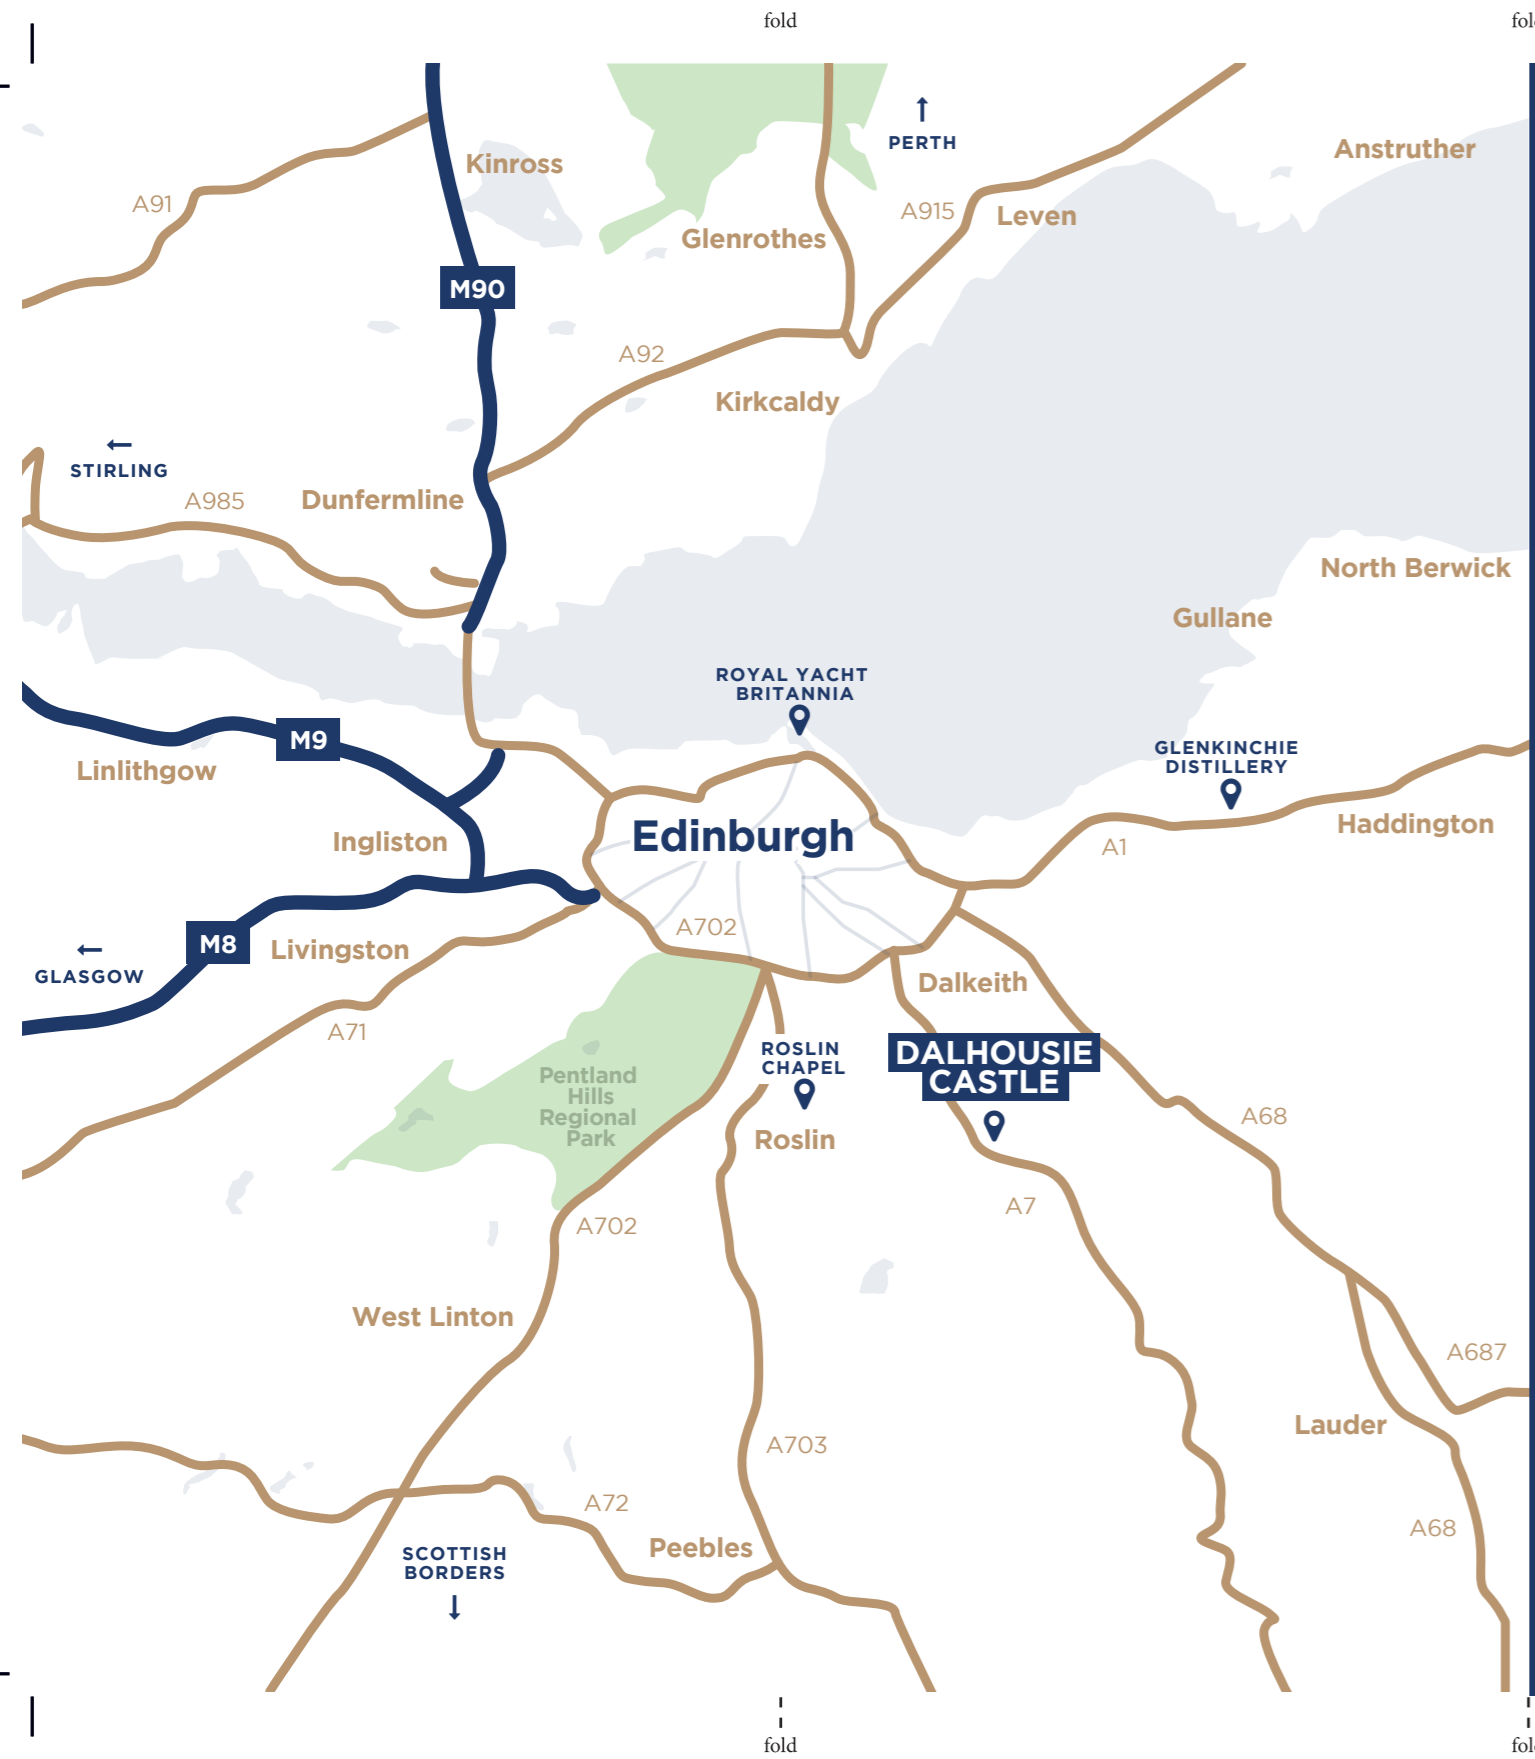 fold
PERTH
Anstruther
Kinross
A91
A915
Leven
Glenrothes
M90
A92
Kirkcaldy
STIRLING
A985
Dunfermline
North Berwick
Gullane
ROYAL YACHT
BRITANNIA
M9
GLENKINCHIE
DISTILLERY
Linlithgow
Haddington
Edinburgh
Ingliston
A1
A702
M8
Livingston
GLASGOW
Dalkeith
A71
ROSLIN
CHAPEL
DALHOUSIE
CASTLE
Pentland
Hills
Regional
Park
A68
Roslin
A7
A702
West Linton
A687
Lauder
A703
A72
A68
Peebles
SCOTTISH
BORDERS
fold